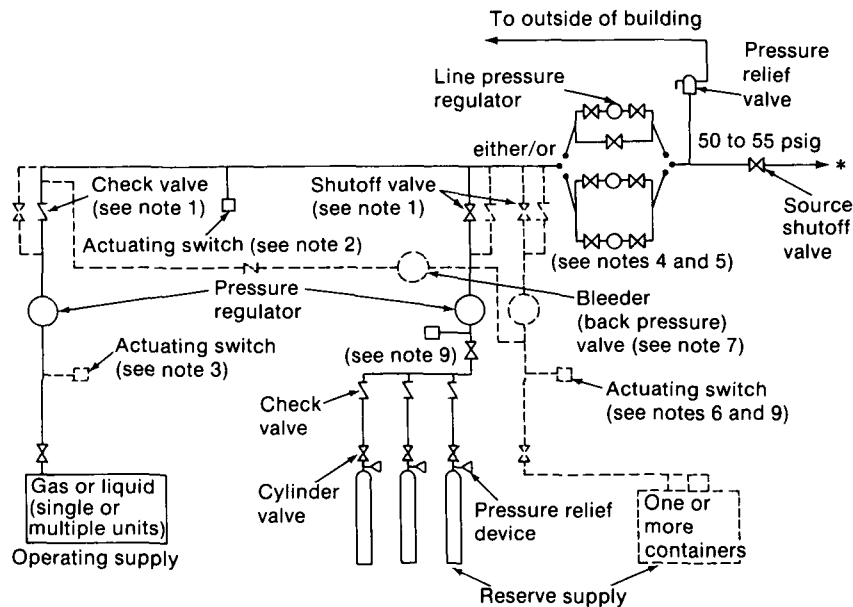 To outside of building
Line pressure
regulator
Pressure
relief
valve
either/or
50 to 55 psig
*
Check valve
(see note 1)
Shutoff valve
(see note 1)
Source
shutoff
valve
Actuating switch (see note 2)
(see notes 4 and 5)
Pressure
regulator
Bleeder
(back pressure)
valve (see note 7)
Actuating switch
(see note 3)
(see note 9)
Actuating switch
(see notes 6 and 9)
Check
valve
Cylinder
valve
Pressure relief
device
Gas or liquid
(single or
multiple units)
Operating supply
One or
more
containers
Reserve supply